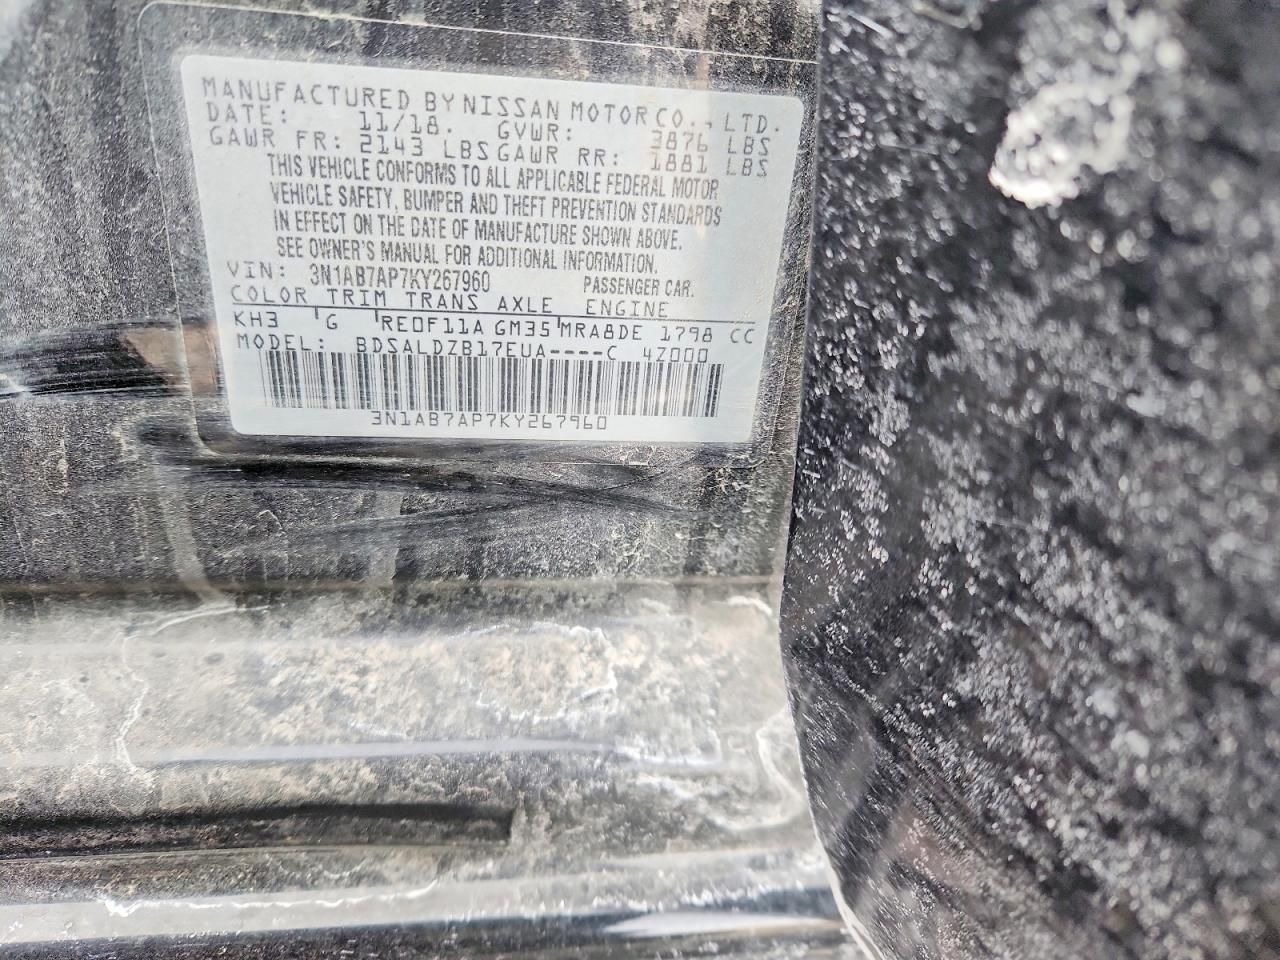 MANUFACTURED BY NISSAN MOTOR CO., LTD.
DATE: 11/18. GVWR: 3876 LBS
GAWR FR: 2143 LBS GAWR RR: 1881 LBS
THIS VEHICLE CONFORMS TO ALL APPLICABLE FEDERAL MOTOR
VEHICLE SAFETY, BUMPER AND THEFT PREVENTION STANDARDS
IN EFFECT ON THE DATE OF MANUFACTURE SHOWN ABOVE.
SEE OWNER'S MANUAL FOR ADDITIONAL INFORMATION.
VIN: 3N1AB7AP7KY267960 PASSENGER CAR.
COLOR TRIM TRANS AXLE ENGINE
KH3 G RE0F11A GM35 MRA8DE 1798 CC
MODEL: BDSALDZB17EUA----C 4Z000
3N1AB7AP7KY267960